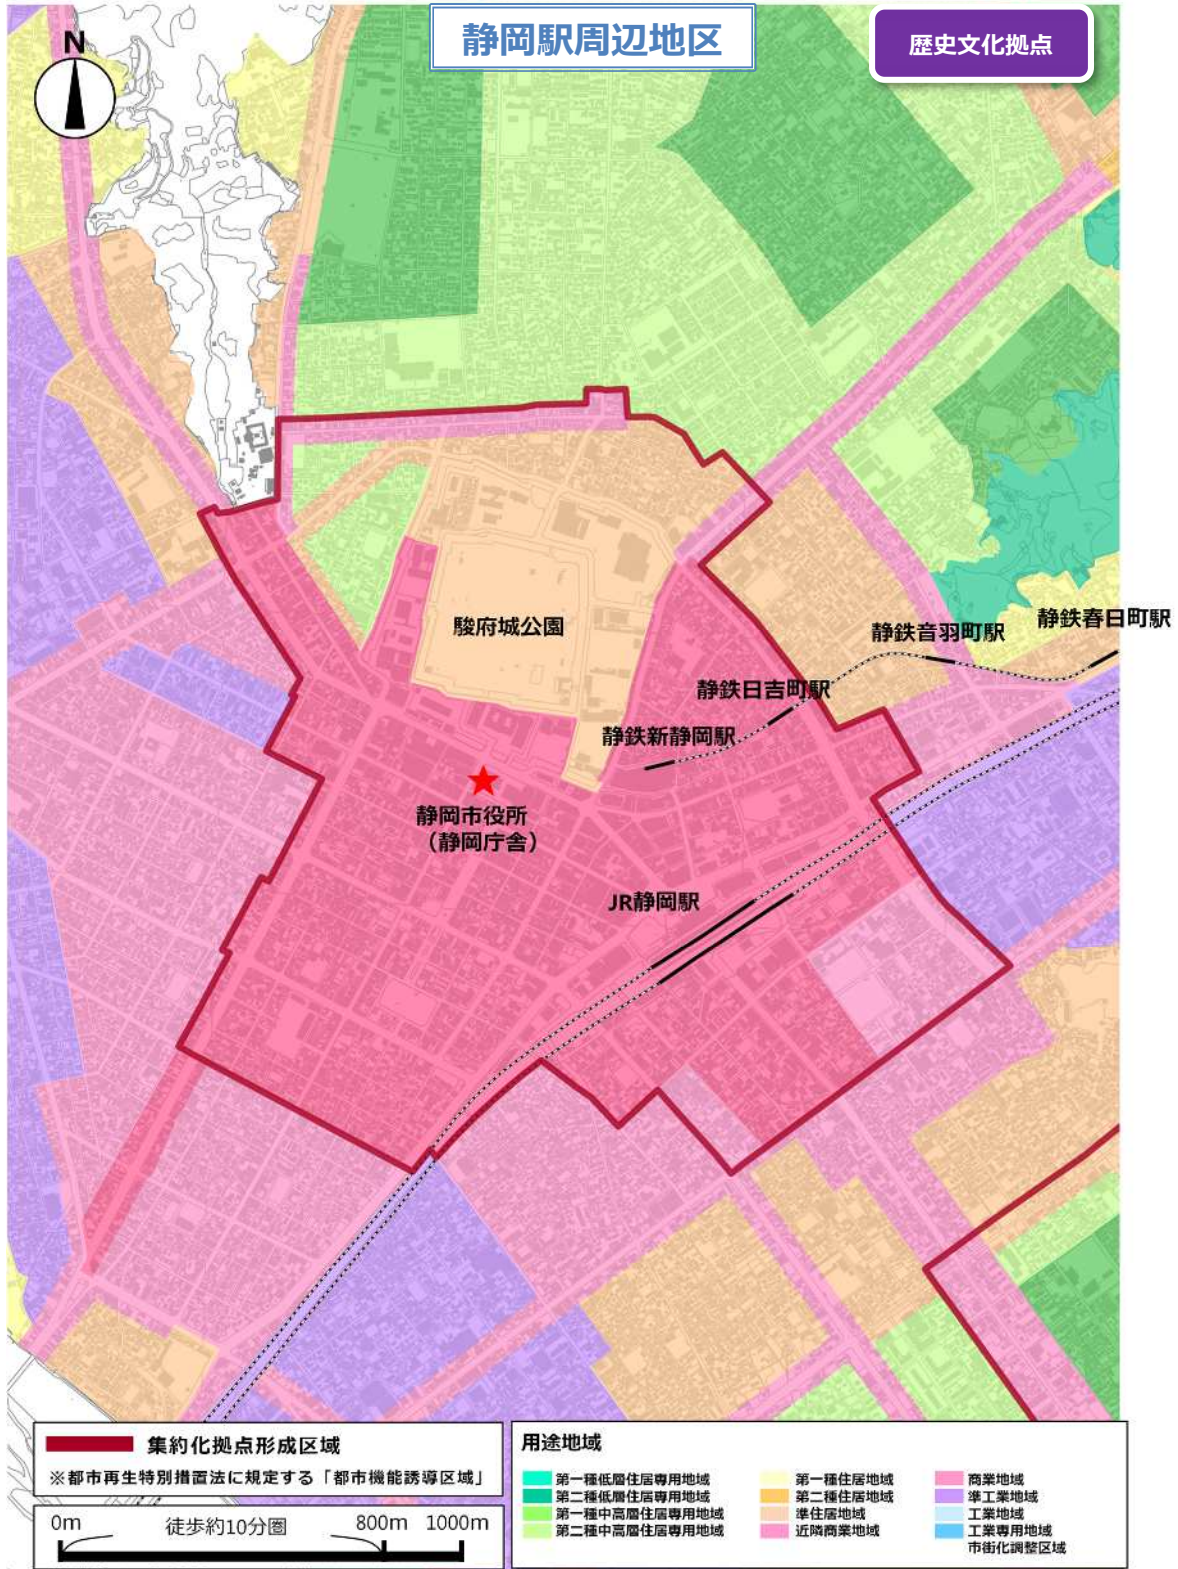 静岡駅周辺地区
歴史文化拠点
N
駿府城公園
静鉄春日町駅
静鉄音羽町駅
静鉄日吉町駅
静鉄新静岡駅
静岡市役所
（静岡庁舎）
JR静岡駅
集約化拠点形成区域
※都市再生特別措置法に規定する「都市機能誘導区域」
0m
徒歩約10分圏
800m
1000m
用途地域
第一種低層住居専用地域
第二種低層住居専用地域
第一種中高層住居専用地域
第二種中高層住居専用地域
第一種住居地域
第二種住居地域
準住居地域
近隣商業地域
商業地域
準工業地域
工業地域
工業専用地域
市街化調整区域